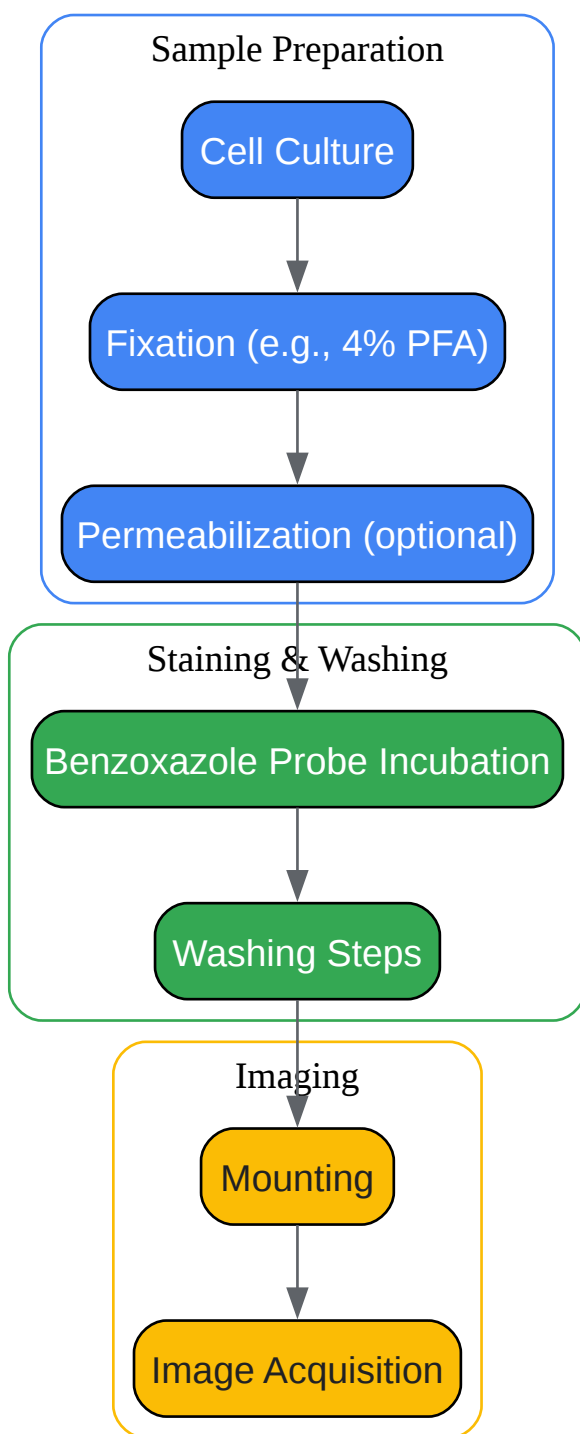 Sample Preparation
Cell Culture
Fixation (e.g., 4% PFA)
Permeabilization (optional)
Staining & Washing
Benzoxazole Probe Incubation
Washing Steps
Imaging
Mounting
Image Acquisition